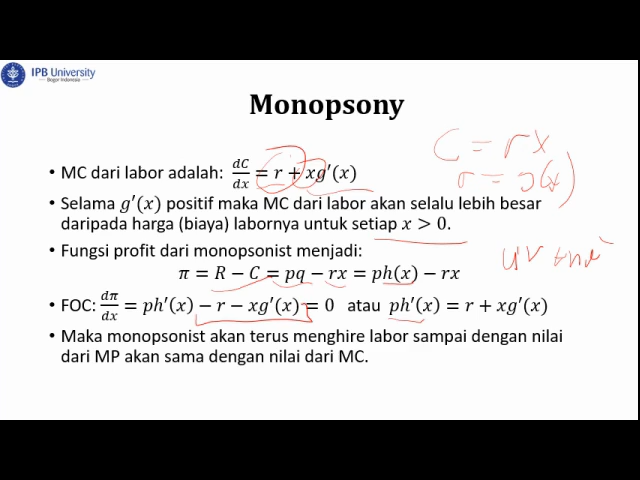 IPB University
Bogor Indonesia
Monopsony
C = rx
r = g(x)
• MC dari labor adalah: dC/dx = r + xg′(x)
• Selama g′(x) positif maka MC dari labor akan selalu lebih besar
daripada harga (biaya) labornya untuk setiap x > 0.
• Fungsi profit dari monopsonist menjadi:
π = R − C = pq − rx = ph(x) − rx
• FOC: dπ/dx = ph′(x) − r − xg′(x) = 0 atau ph′(x) = r + xg′(x)
• Maka monopsonist akan terus menghire labor sampai dengan nilai
dari MP akan sama dengan nilai dari MC.